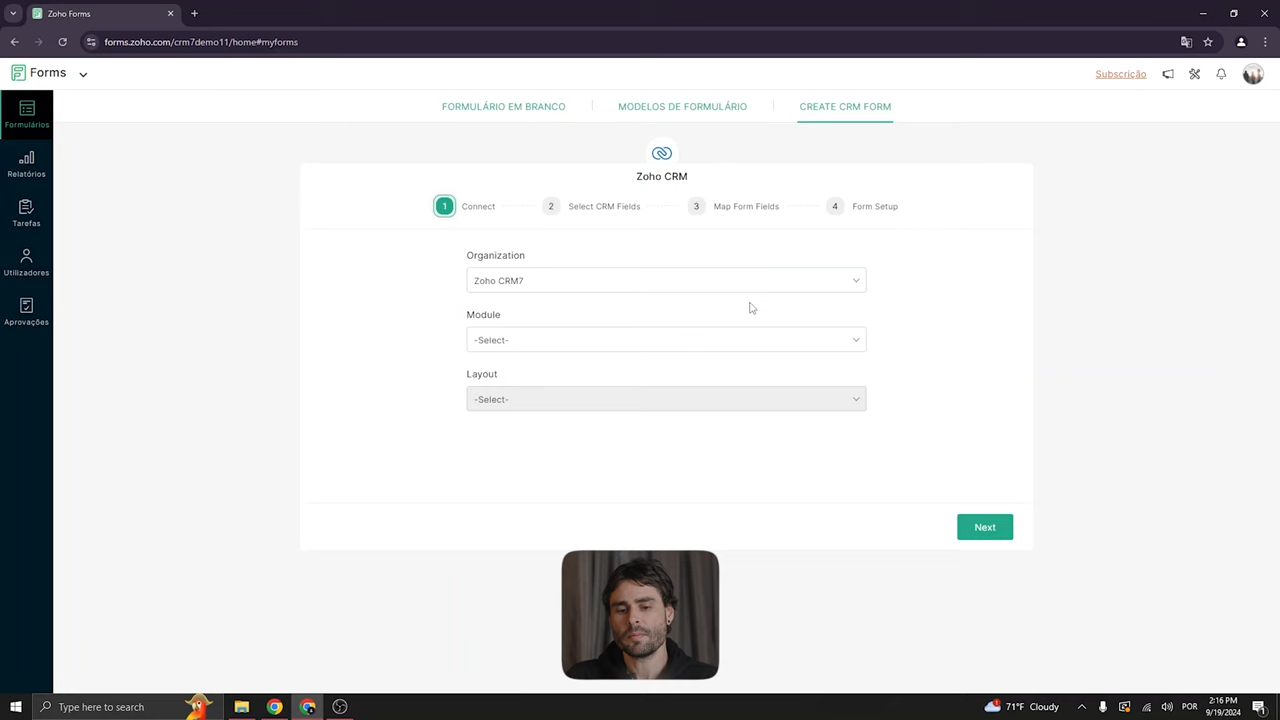 Zoho Forms
forms.zoho.com/crm7demo11/home#myforms
Forms
Subscrição
Formulários
Relatórios
Tarefas
Utilizadores
Aprovações
FORMULÁRIO EM BRANCO
MODELOS DE FORMULÁRIO
CREATE CRM FORM
Zoho CRM
1 Connect
2 Select CRM Fields
3 Map Form Fields
4 Form Setup
Organization
Zoho CRM7
Module
-Select-
Layout
-Select-
Next
Type here to search
71°F Cloudy
POR
2:16 PM
9/19/2024
1